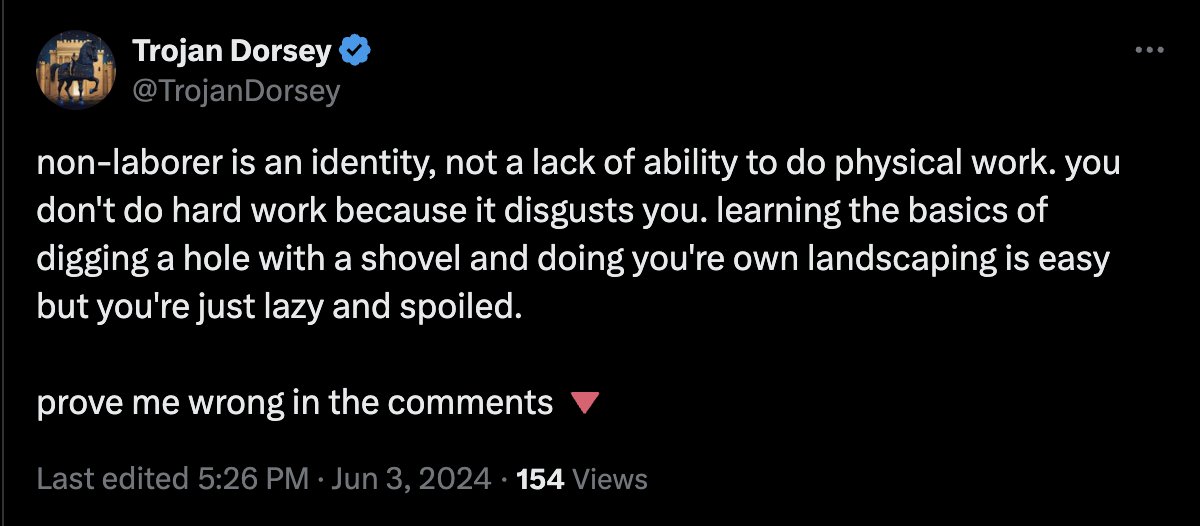 Trojan Dorsey
@TrojanDorsey
non-laborer is an identity, not a lack of ability to do physical work. you
don't do hard work because it disgusts you. learning the basics of
digging a hole with a shovel and doing you're own landscaping is easy
but you're just lazy and spoiled.
prove me wrong in the comments 🔻
Last edited 5:26 PM · Jun 3, 2024 · 154 Views